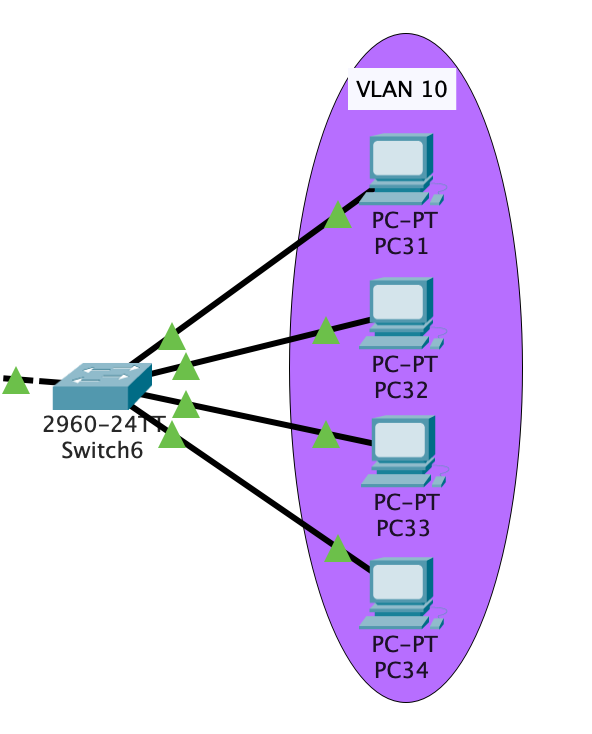 VLAN 10
PC-PT
PC31
PC-PT
PC32
2960-24TT
Switch6
PC-PT
PC33
PC-PT
PC34